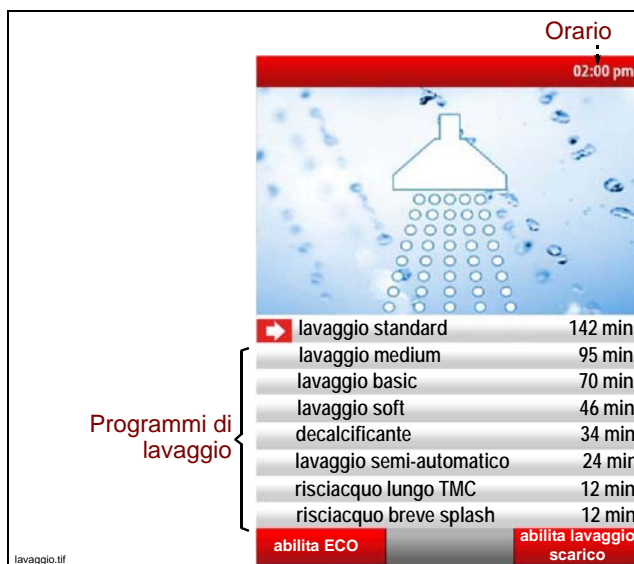 Orario
02:00 pm
lavaggio standard 142 min
lavaggio medium 95 min
lavaggio basic 70 min
lavaggio soft 46 min
decalcificante 34 min
lavaggio semi-automatico 24 min
risciacquo lungo TMC 12 min
risciacquo breve splash 12 min
Programmi di
lavaggio
abilita ECO
abilita lavaggio
scarico
lavaggio.tif